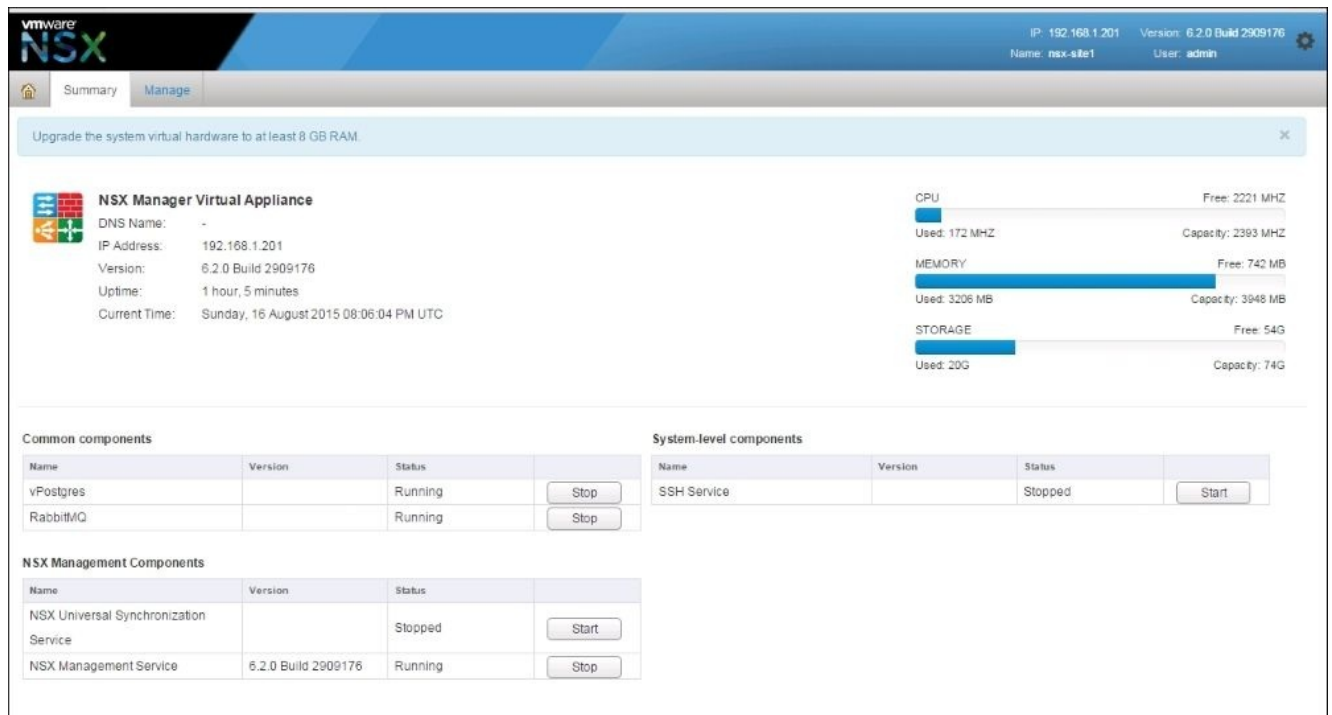 vmware
NSX
IP: 192.168.1.201 Version: 6.2.0 Build 2909176
Name: nsx-site1 User: admin
Summary Manage
Upgrade the system virtual hardware to at least 8 GB RAM.
NSX Manager Virtual Appliance
DNS Name: -
IP Address: 192.168.1.201
Version: 6.2.0 Build 2909176
Uptime: 1 hour, 5 minutes
Current Time: Sunday, 16 August 2015 08:06:04 PM UTC
CPU Free: 2221 MHZ
Used: 172 MHZ Capacity: 2393 MHZ
MEMORY Free: 742 MB
Used: 3206 MB Capacity: 3948 MB
STORAGE Free: 54G
Used: 20G Capacity: 74G
Common components
Name Version Status
vPostgres Running Stop
RabbitMQ Running Stop
System-level components
Name Version Status
SSH Service Stopped Start
NSX Management Components
Name Version Status
NSX Universal Synchronization
Service Stopped Start
NSX Management Service 6.2.0 Build 2909176 Running Stop